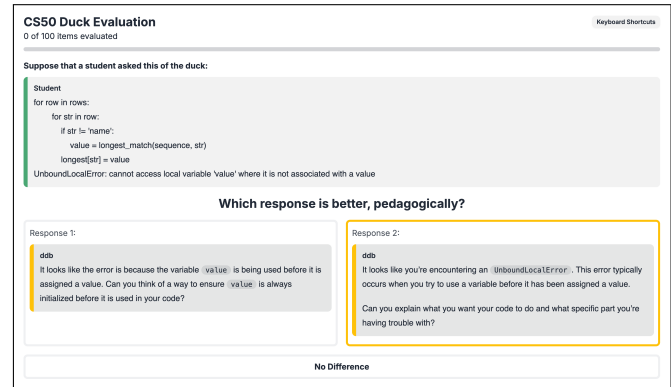 CS50 Duck Evaluation
Keyboard Shortcuts
0 of 100 items evaluated
Suppose that a student asked this of the duck:
Student
for row in rows:
for str in row:
if str != 'name':
value = longest_match(sequence, str)
longest[str] = value
UnboundLocalError: cannot access local variable 'value' where it is not associated with a value
Which response is better, pedagogically?
Response 1:
ddb
It looks like the error is because the variable value is being used before it is
assigned a value. Can you think of a way to ensure value is always
initialized before it is used in your code?
Response 2:
ddb
It looks like you're encountering an UnboundLocalError. This error typically
occurs when you try to use a variable before it has been assigned a value.
Can you explain what you want your code to do and what specific part you're
having trouble with?
No Difference